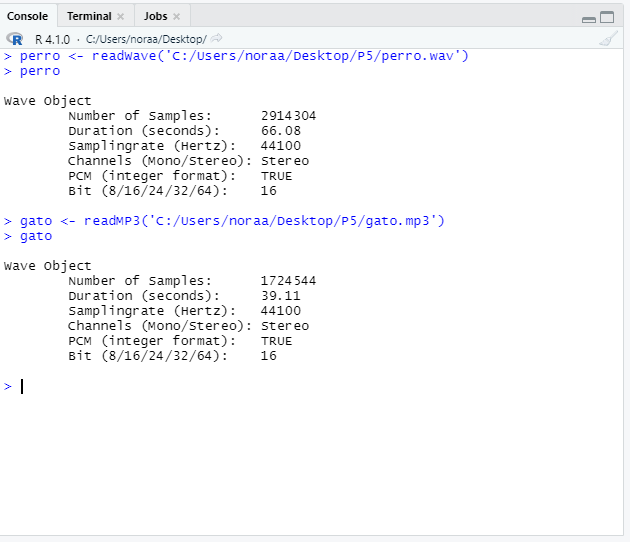 Console Terminal Jobs
R 4.1.0 · C:/Users/noraa/Desktop/
> perro <- readWave('C:/Users/noraa/Desktop/P5/perro.wav')
> perro
Wave Object
Number of Samples: 2914304
Duration (seconds): 66.08
Samplingrate (Hertz): 44100
Channels (Mono/Stereo): Stereo
PCM (integer format): TRUE
Bit (8/16/24/32/64): 16
> gato <- readMP3('C:/Users/noraa/Desktop/P5/gato.mp3')
> gato
Wave Object
Number of Samples: 1724544
Duration (seconds): 39.11
Samplingrate (Hertz): 44100
Channels (Mono/Stereo): Stereo
PCM (integer format): TRUE
Bit (8/16/24/32/64): 16
>